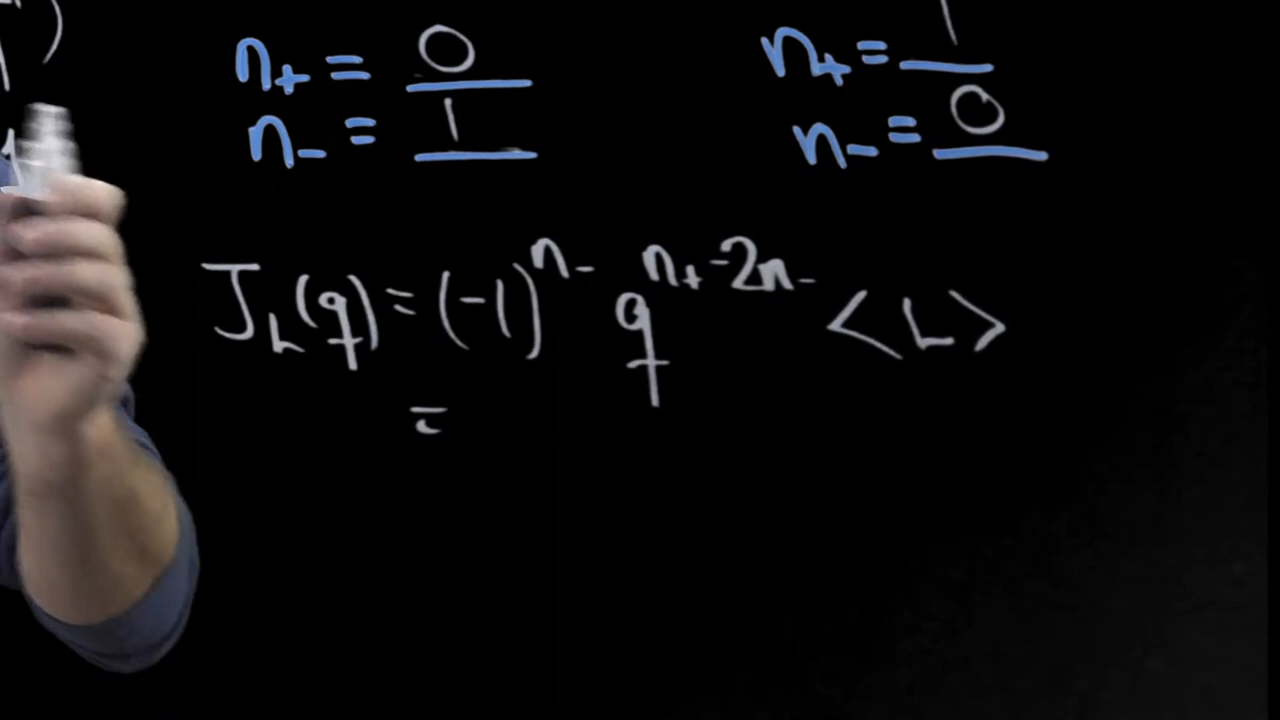 n₊ = 0
n₋ = 1
n₊ = 1
n₋ = 0
J_L(q) = (-1)^{n₋} q^{n₊ - 2n₋} <L>
=